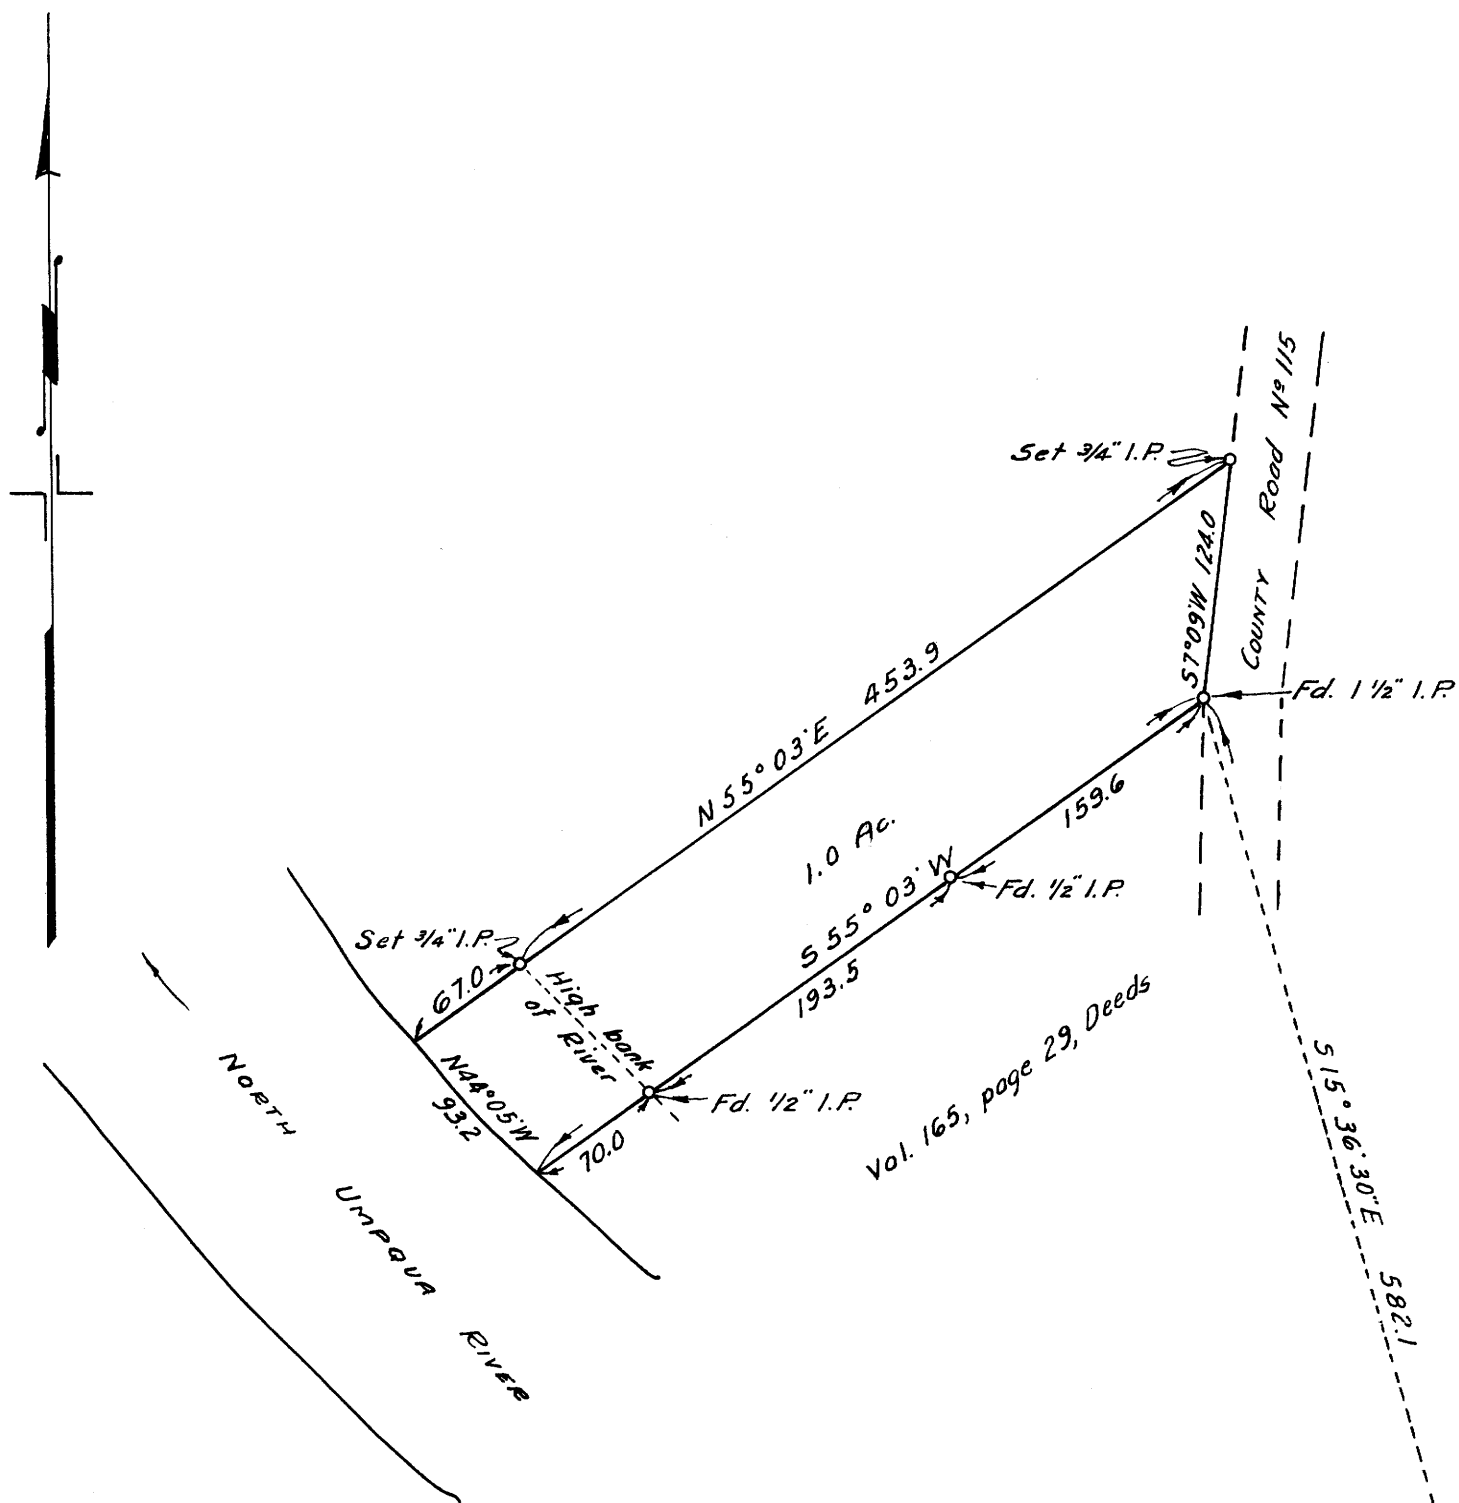 Set 3/4" I.P.
COUNTY Road Nº 115
S7°09'W 124.0
Fd. 1 1/2" I.P.
N 55° 03' E 453.9
159.6
1.0 Ac.
S 55° 03' W
Fd. 1/2" I.P.
193.5
Set 3/4" I.P.
67.0
High bank
of River
N44°05'W
93.2
Fd. 1/2" I.P.
70.0
Vol. 165, page 29, Deeds
S 15° 36' 30" E 582.1
NORTH UMPQUA RIVER